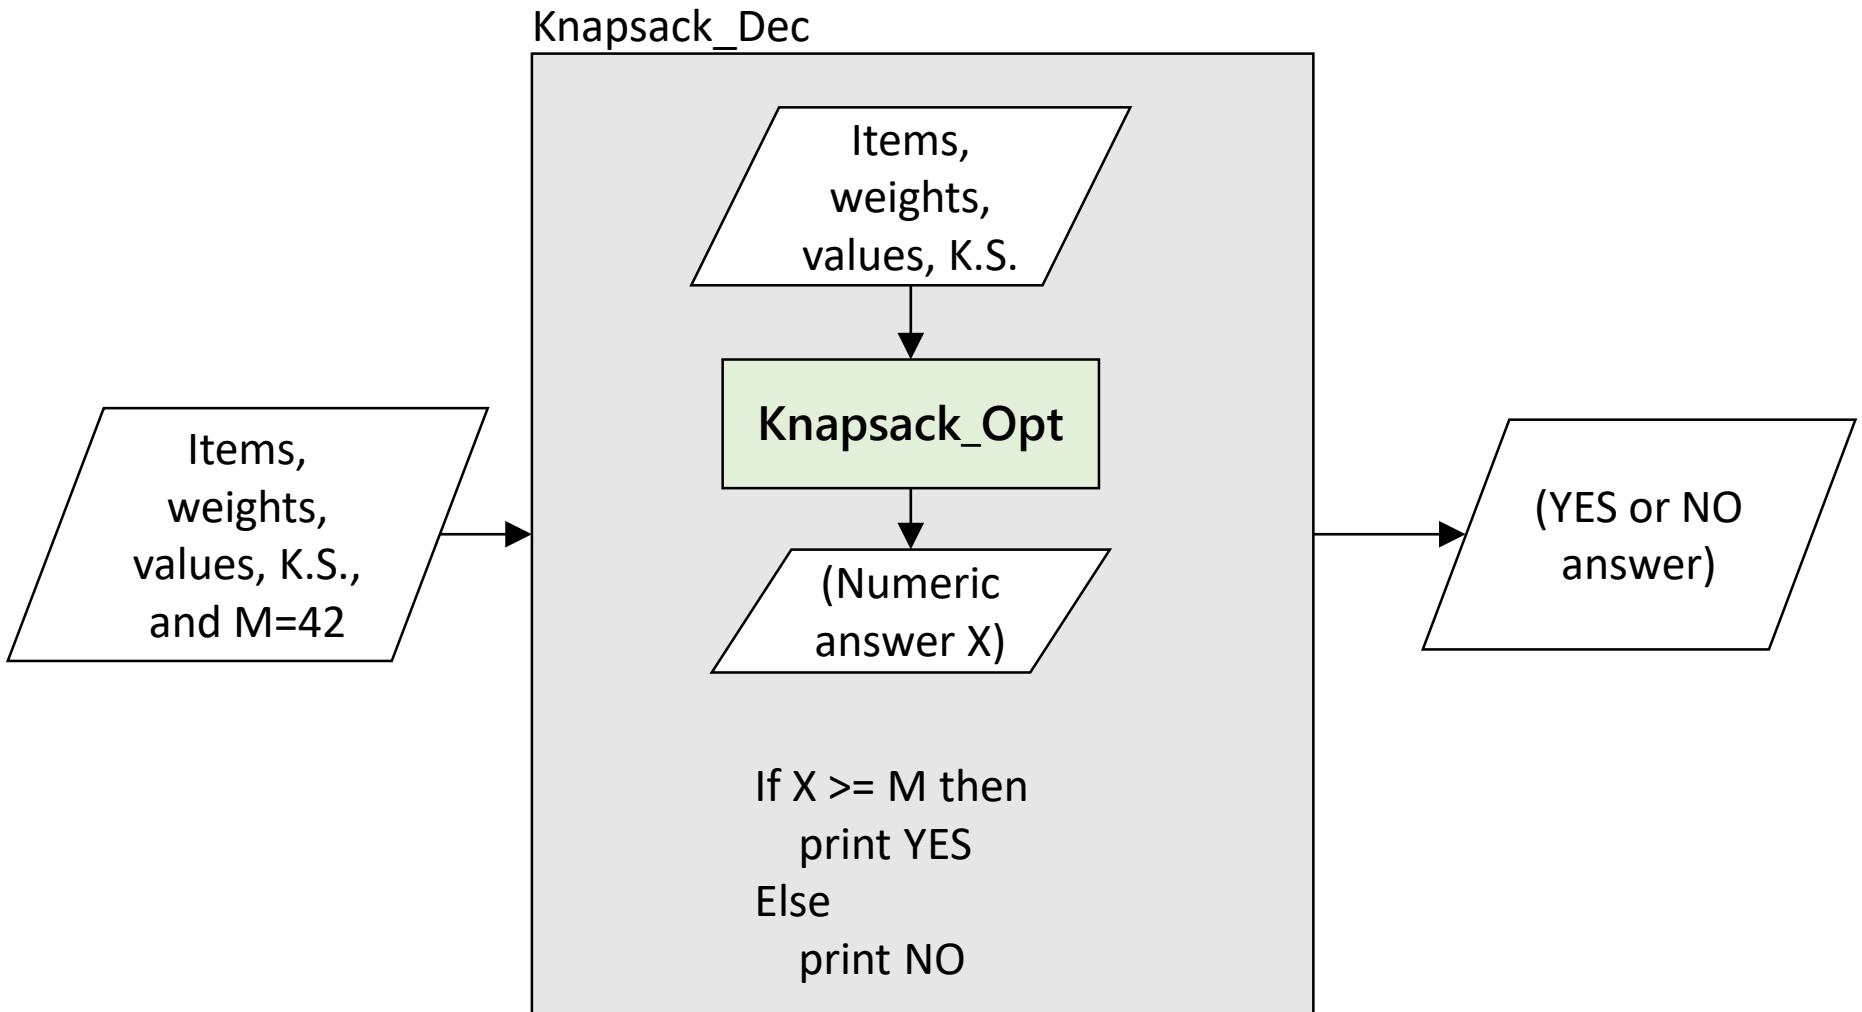 Knapsack_Dec
Items,
weights,
values, K.S.,
and M=42
Items,
weights,
values, K.S.
Knapsack_Opt
(Numeric
answer X)
If X >= M then
print YES
Else
print NO
(YES or NO
answer)